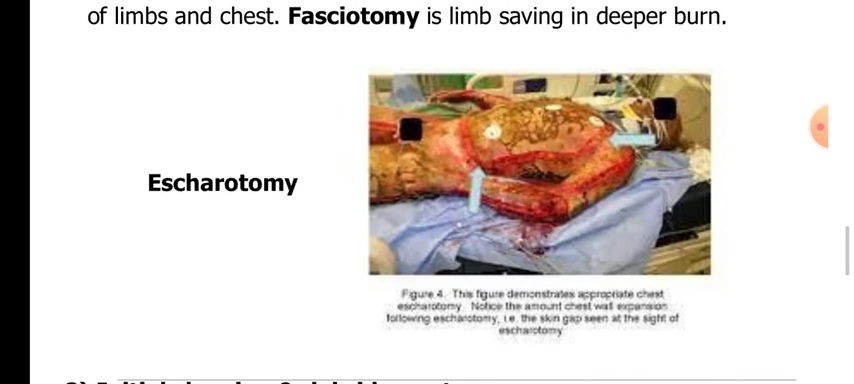 of limbs and chest. Fasciotomy is limb saving in deeper burn.
Escharotomy
Figure 4. This figure demonstrates appropriate chest
escharotomy. Notice the amount chest wall expansion
following escharotomy, i.e. the skin gap seen at the sight of
escharotomy